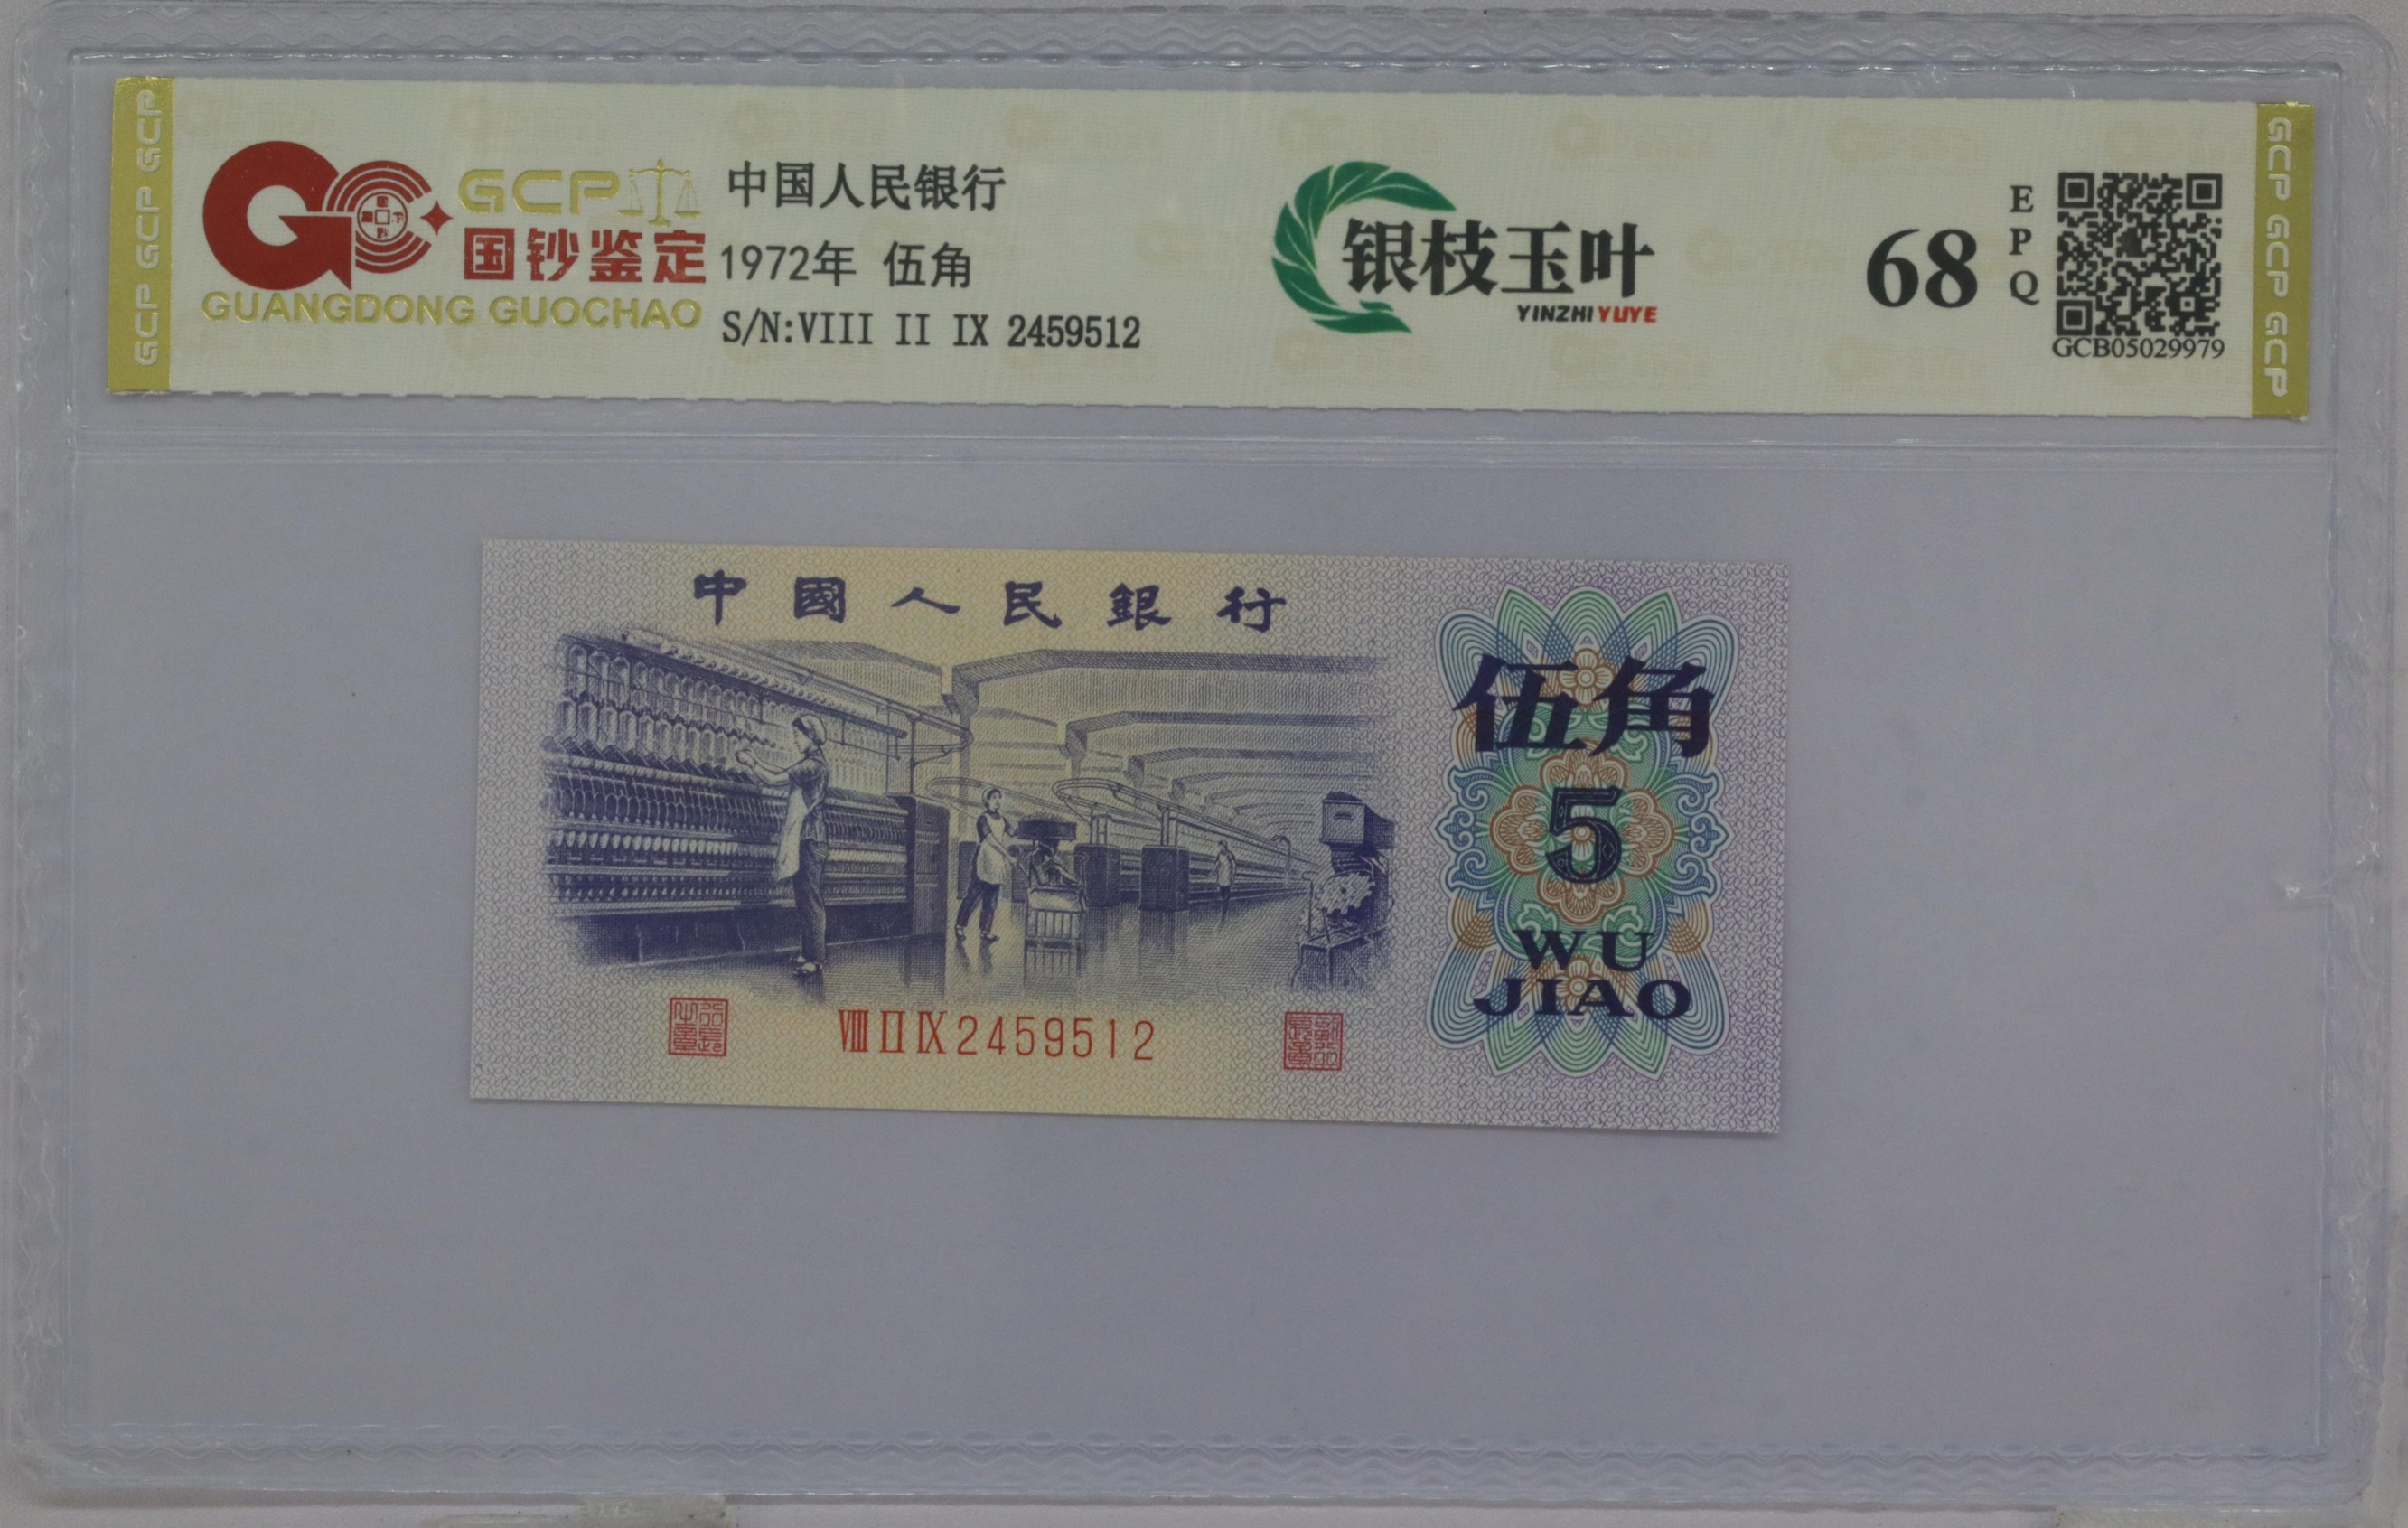 GCP GCP GCP
GCP
国钞鉴定
GUANGDONG GUOCHAO
中国人民银行
1972年 伍角
S/N:VIII II IX 2459512
银枝玉叶
YINZHIYUYE
68
EPQ
GCB05029979
GCP GCP GCP
中國人民銀行
伍角
5
WU
JIAO
VIII II IX 2459512